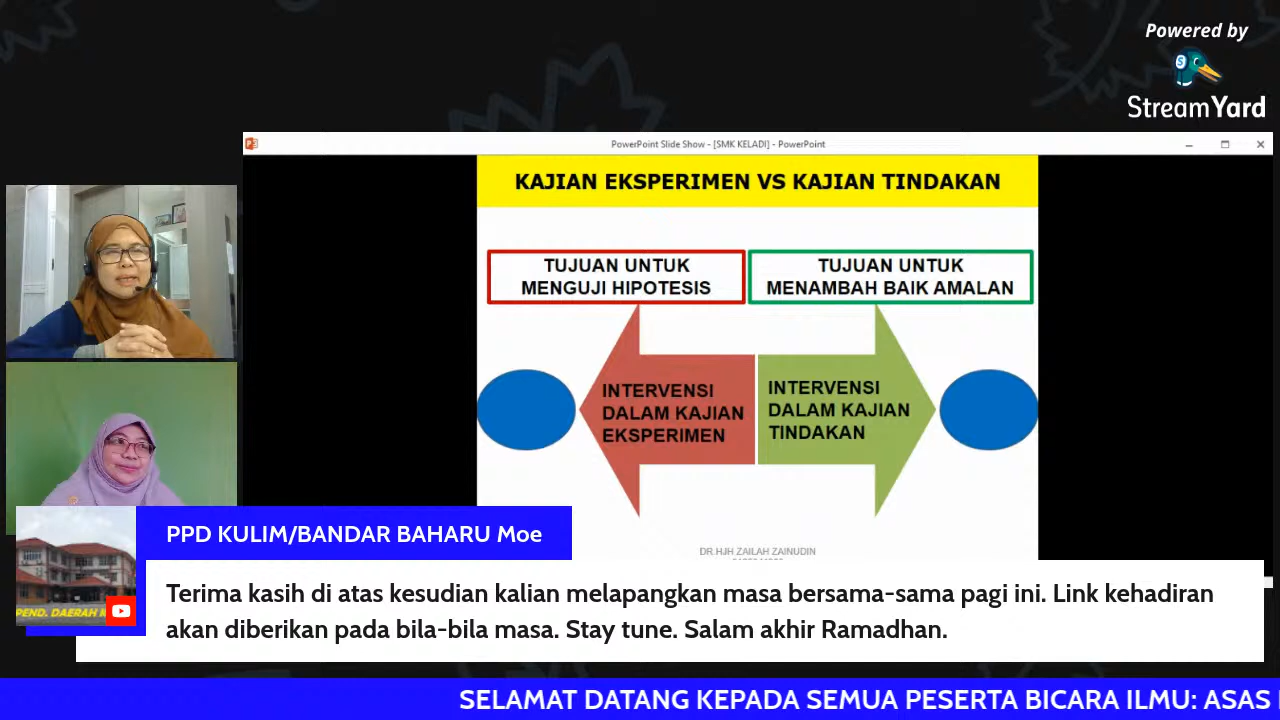 Powered by
StreamYard
PowerPoint Slide Show - [SMK KELADI] - PowerPoint
KAJIAN EKSPERIMEN VS KAJIAN TINDAKAN
TUJUAN UNTUK
MENGUJI HIPOTESIS
TUJUAN UNTUK
MENAMBAH BAIK AMALAN
INTERVENSI
DALAM KAJIAN
EKSPERIMEN
INTERVENSI
DALAM KAJIAN
TINDAKAN
DR.HJH ZAILAH ZAINUDIN
PPD KULIM/BANDAR BAHARU Moe
PEND. DAERAH
Terima kasih di atas kesudian kalian melapangkan masa bersama-sama pagi ini. Link kehadiran
akan diberikan pada bila-bila masa. Stay tune. Salam akhir Ramadhan.
SELAMAT DATANG KEPADA SEMUA PESERTA BICARA ILMU: ASAS